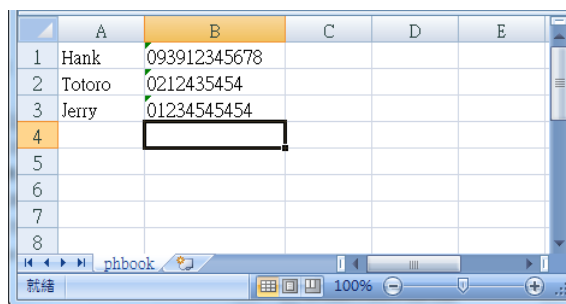 A B C D E
1 Hank 093912345678
2 Totoro 0212435454
3 Jerry 01234545454
4
5
6
7
8
phbook
就緒 100%